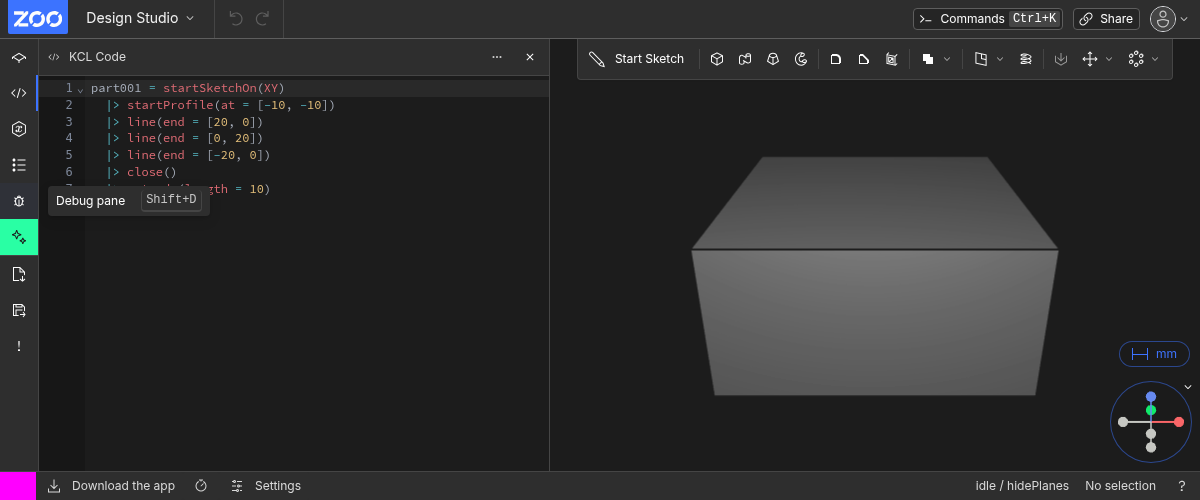 ZOO
Design Studio
Commands Ctrl+K
Share
KCL Code
Start Sketch
1 part001 = startSketchOn(XY)
2 |> startProfile(at = [-10, -10])
3 |> line(end = [20, 0])
4 |> line(end = [0, 20])
5 |> line(end = [-20, 0])
6 |> close()
gth = 10)
Debug pane Shift+D
mm
Download the app
Settings
idle / hidePlanes
No selection
?